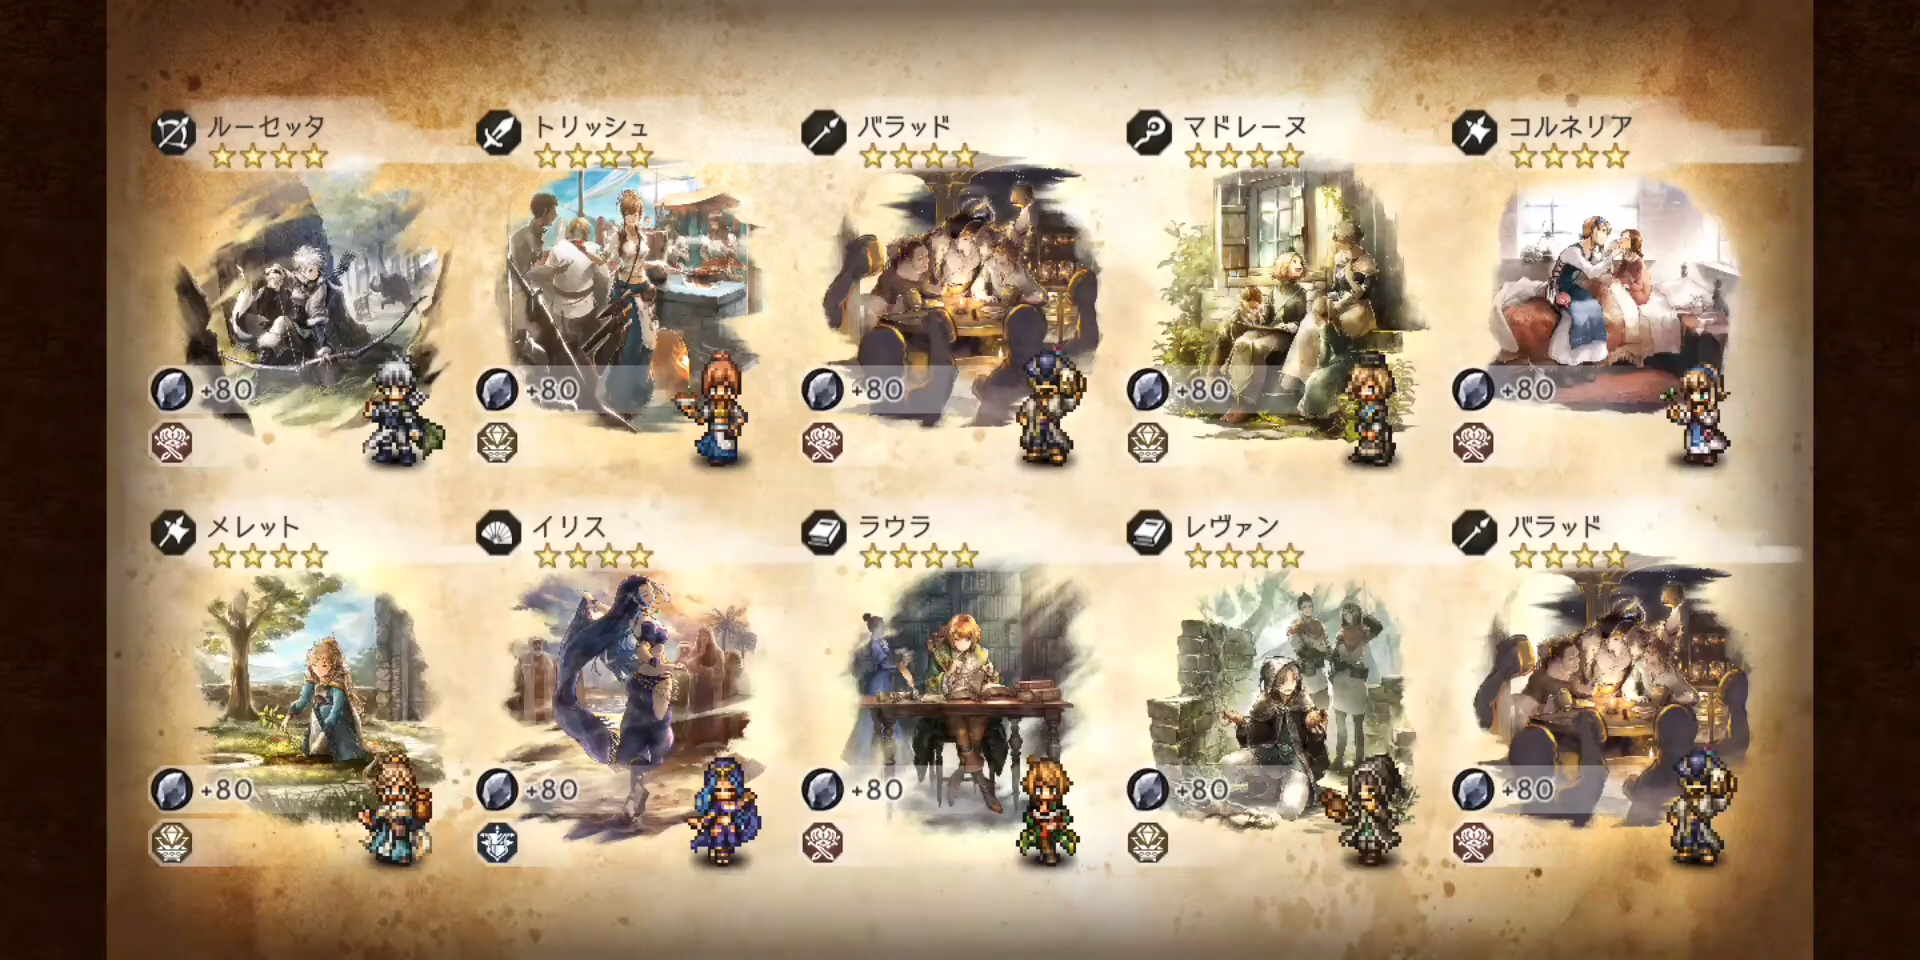 ルーセッタ
トリッシュ
バラッド
マドレーヌ
コルネリア
+80
+80
+80
+80
+80
メレット
イリス
ラウラ
レヴァン
バラッド
+80
+80
+80
+80
+80